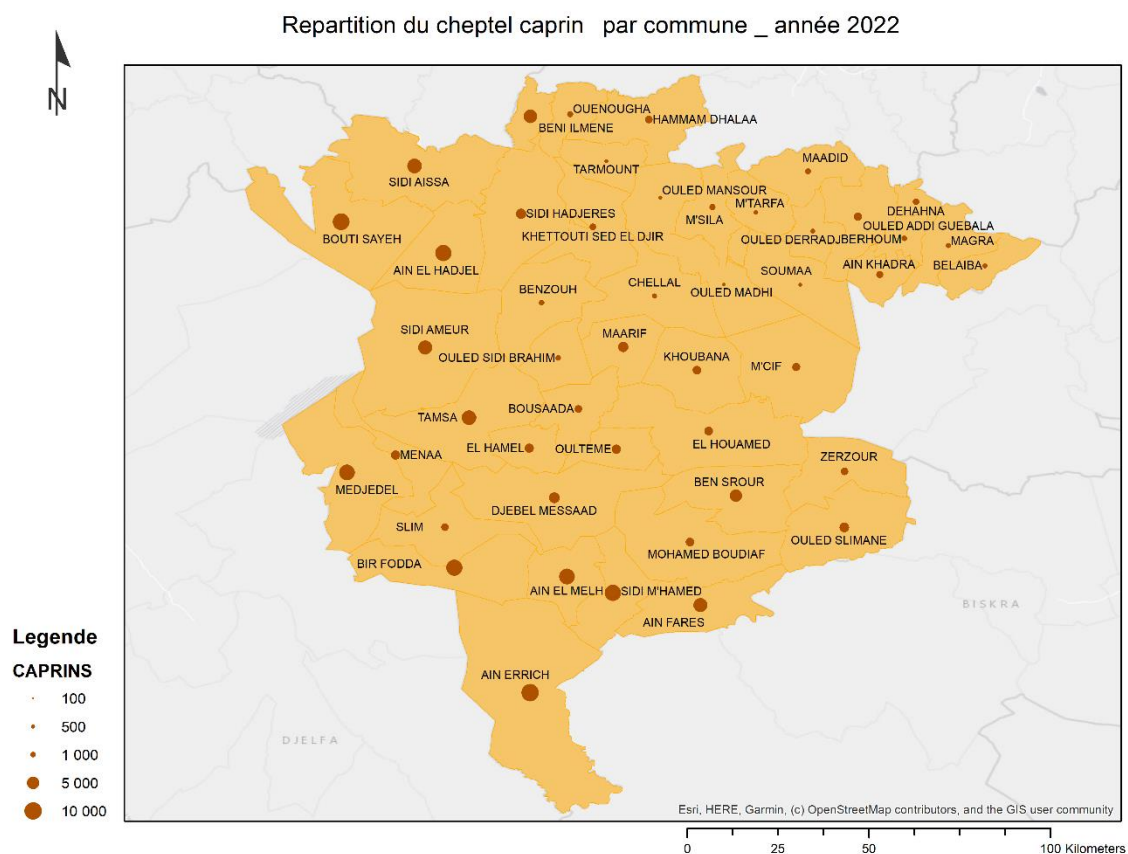 Repartition du cheptel caprin par commune _ année 2022
N
OUENOUGHA
BENI ILMENE
HAMMAM DHALAA
TARMOUNT
MAADID
SIDI AISSA
OULED MANSOUR
M'TARFA
DEHAHNA
SIDI HADJERES
M'SILA
OULED ADDI GUEBALA
BOUTI SAYEH
KHETTOUTI SED EL DJIR
OULED DERRADJ
BERHOUM
MAGRA
AIN EL HADJEL
SOUMAA
AIN KHADRA
BELAIBA
BENZOUH
CHELLAL
OULED MADHI
SIDI AMEUR
MAARIF
OULED SIDI BRAHIM
KHOUBANA
M'CIF
BOUSAADA
TAMSA
EL HOUAMED
EL HAMEL
OULTEME
MENAA
ZERZOUR
MEDJEDEL
BEN SROUR
DJEBEL MESSAAD
SLIM
OULED SLIMANE
MOHAMED BOUDIAF
BIR FODDA
AIN EL MELH
SIDI M'HAMED
BISKRA
AIN FARES
AIN ERRICH
DJELFA
Legende
CAPRINS
100
500
1 000
5 000
10 000
Esri, HERE, Garmin, (c) OpenStreetMap contributors, and the GIS user community
0 25 50 100 Kilometers